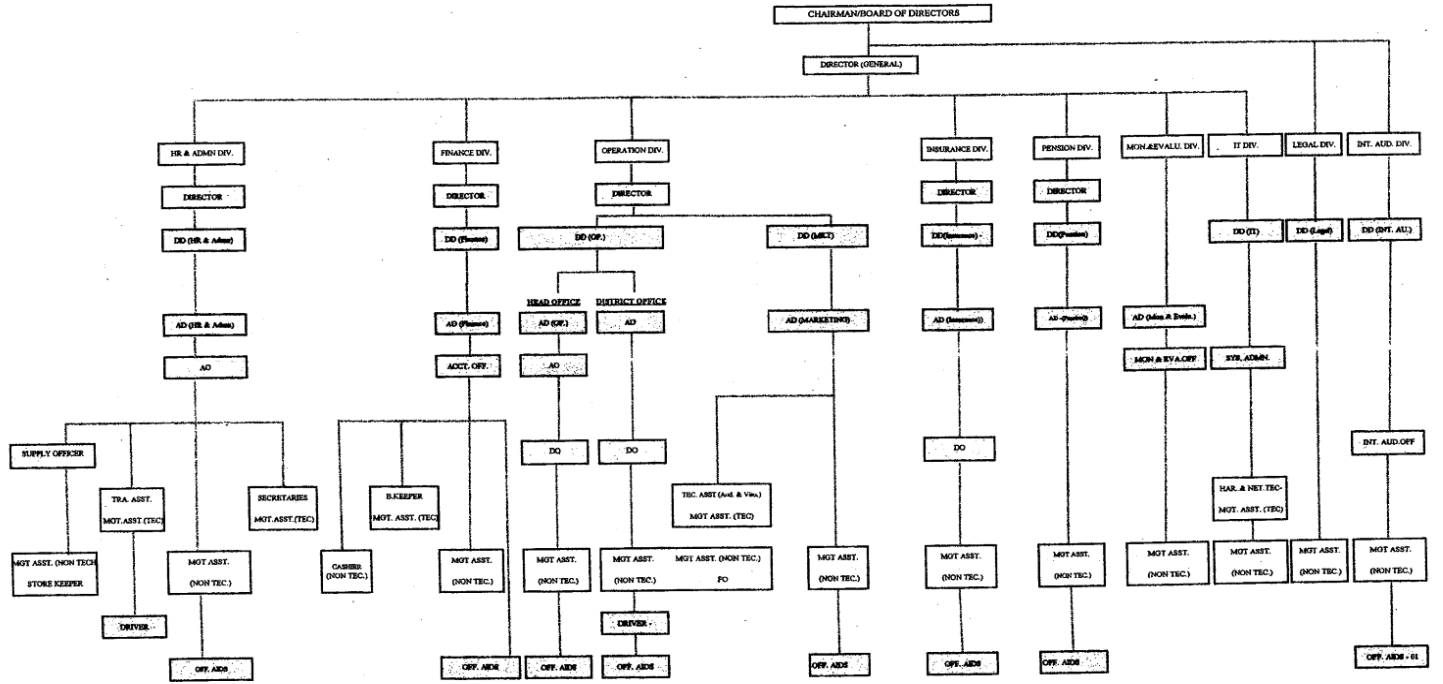 CHAIRMAN/BOARD OF DIRECTORS
DIRECTOR (GENERAL)
HR & ADMN DIV.
FINANCE DIV.
OPERATION DIV.
INSURANCE DIV.
PENSION DIV.
MON.&EVALU. DIV.
IT DIV.
LEGAL DIV.
INT. AUD. DIV.
DIRECTOR
DIRECTOR
DIRECTOR
DIRECTOR
DIRECTOR
DD (HR & Admn)
DD (Finance)
DD (OP.)
DD (MKT)
DD(Insurance) -
DD(Pension)
DD (IT)
DD (Legal)
DD (INT. AU.)
HEAD OFFICE
DISTRICT OFFICE
AD (HR & Admn)
AD (Finance)
AD (OP.)
AD
AD (MARKETING)
AD (Insurance))
AD -(Pension))
AD (Mon & Evalu.)
AO
ACCT. OFF.
AO
MON & EVA.OFF
SYS, ADMN.
SUPPLY OFFICER
DO
DO
DO
INT. AUD.OFF
TRA. ASST.
MGT.ASST (TEC)
SECRETARIES
MGT.ASST.(TEC)
B.KEEPER
MGT. ASST. (TEC)
TEC. ASST (Aud. & Visu.)
MGT ASST. (TEC)
HAR. & NET.TEC-
MGT. ASST. (TEC)
MGT ASST. (NON TECH
STORE KEEPER
MGT ASST.
(NON TEC.)
CASHIER
(NON TEC.)
MGT ASST.
(NON TEC.)
MGT ASST.
(NON TEC.)
MGT ASST.
(NON TEC.)
MGT ASST. (NON TEC.)
FO
MGT ASST.
(NON TEC.)
MGT ASST.
(NON TEC.)
MGT ASST.
(NON TEC.)
MGT ASST.
(NON TEC.)
MGT ASST.
(NON TEC.)
MGT ASST.
(NON TEC.)
MGT ASST.
(NON TEC.)
DRIVER
DRIVER -
OFF. AIDS
OFF. AIDS
OFF. AIDS
OFF. AIDS
OFF. AIDS
OFF. AIDS
OFF. AIDS
OFF. AIDS - 01